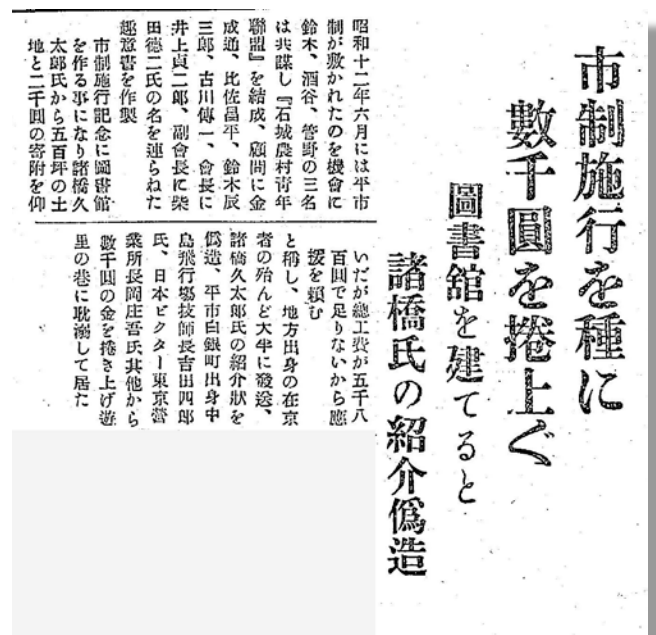 市制施行を種に
數千圓を捲上ぐ
圖書館を建てると
諸橋氏の紹介僞造
昭和十二年六月には平市
制が敷かれたのを機會に
鈴木、酒谷、管野の三名
は共謀し『石城農村靑年
聯盟』を結成、顧問に金
成通、比佐昌平、鈴木辰
三郎、古川傳一、會長に
井上貞二郎、副會長に柴
田德二氏の名を連らねた
趣意書を作製
市制施行記念に圖書館
を作る事になり諸橋久
太郎氏から五百坪の土
地と二千圓の寄附を仰
いだが總工費が五千八
百圓で足りないから應
援を頼む
と稱し、地方出身の在京
者の殆んど大半に發送、
諸橋久太郎氏の紹介狀を
僞造、平市白銀町出身中
島飛行場技師長吉田四郎
氏、日本ビクター東京營
業所長岡庄吾氏其他から
數千圓の金を捲き上げ遊
里の巷に耽溺して居た